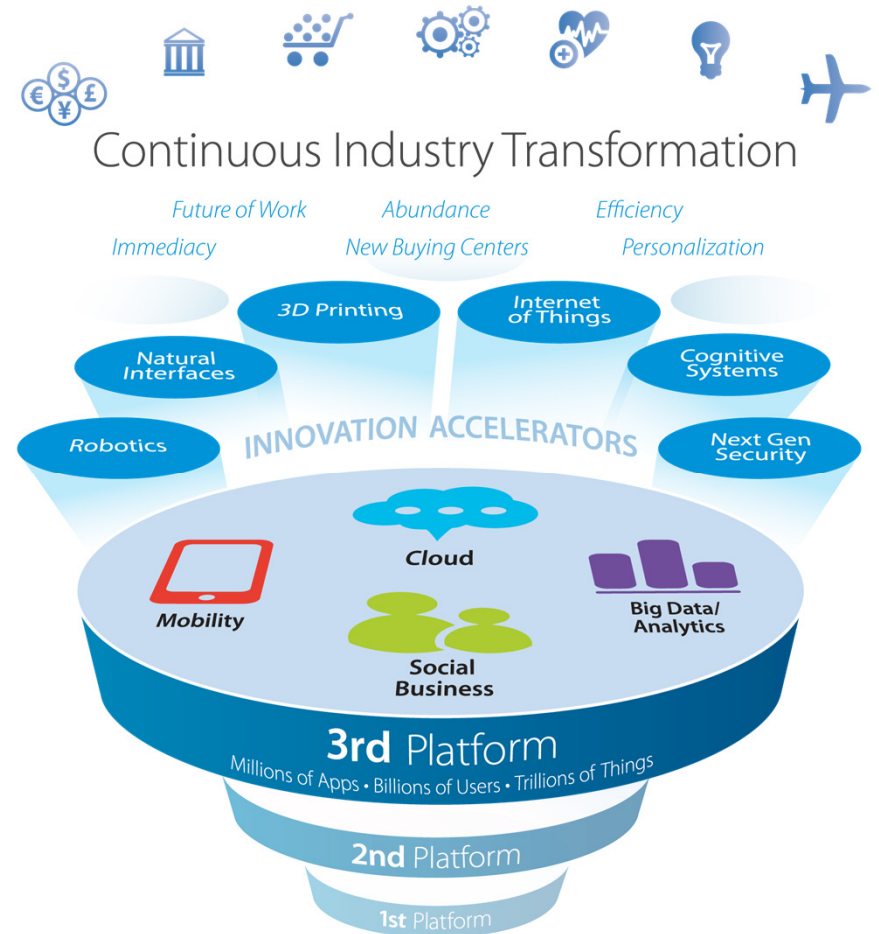 € $ £ ¥
Continuous Industry Transformation
Future of Work Abundance Efficiency
Immediacy New Buying Centers Personalization
3D Printing
Internet
of Things
Natural
Interfaces
Cognitive
Systems
Robotics
INNOVATION ACCELERATORS
Next Gen
Security
Cloud
Mobility
Big Data/
Analytics
Social
Business
3rd Platform
Millions of Apps • Billions of Users • Trillions of Things
2nd Platform
1st Platform